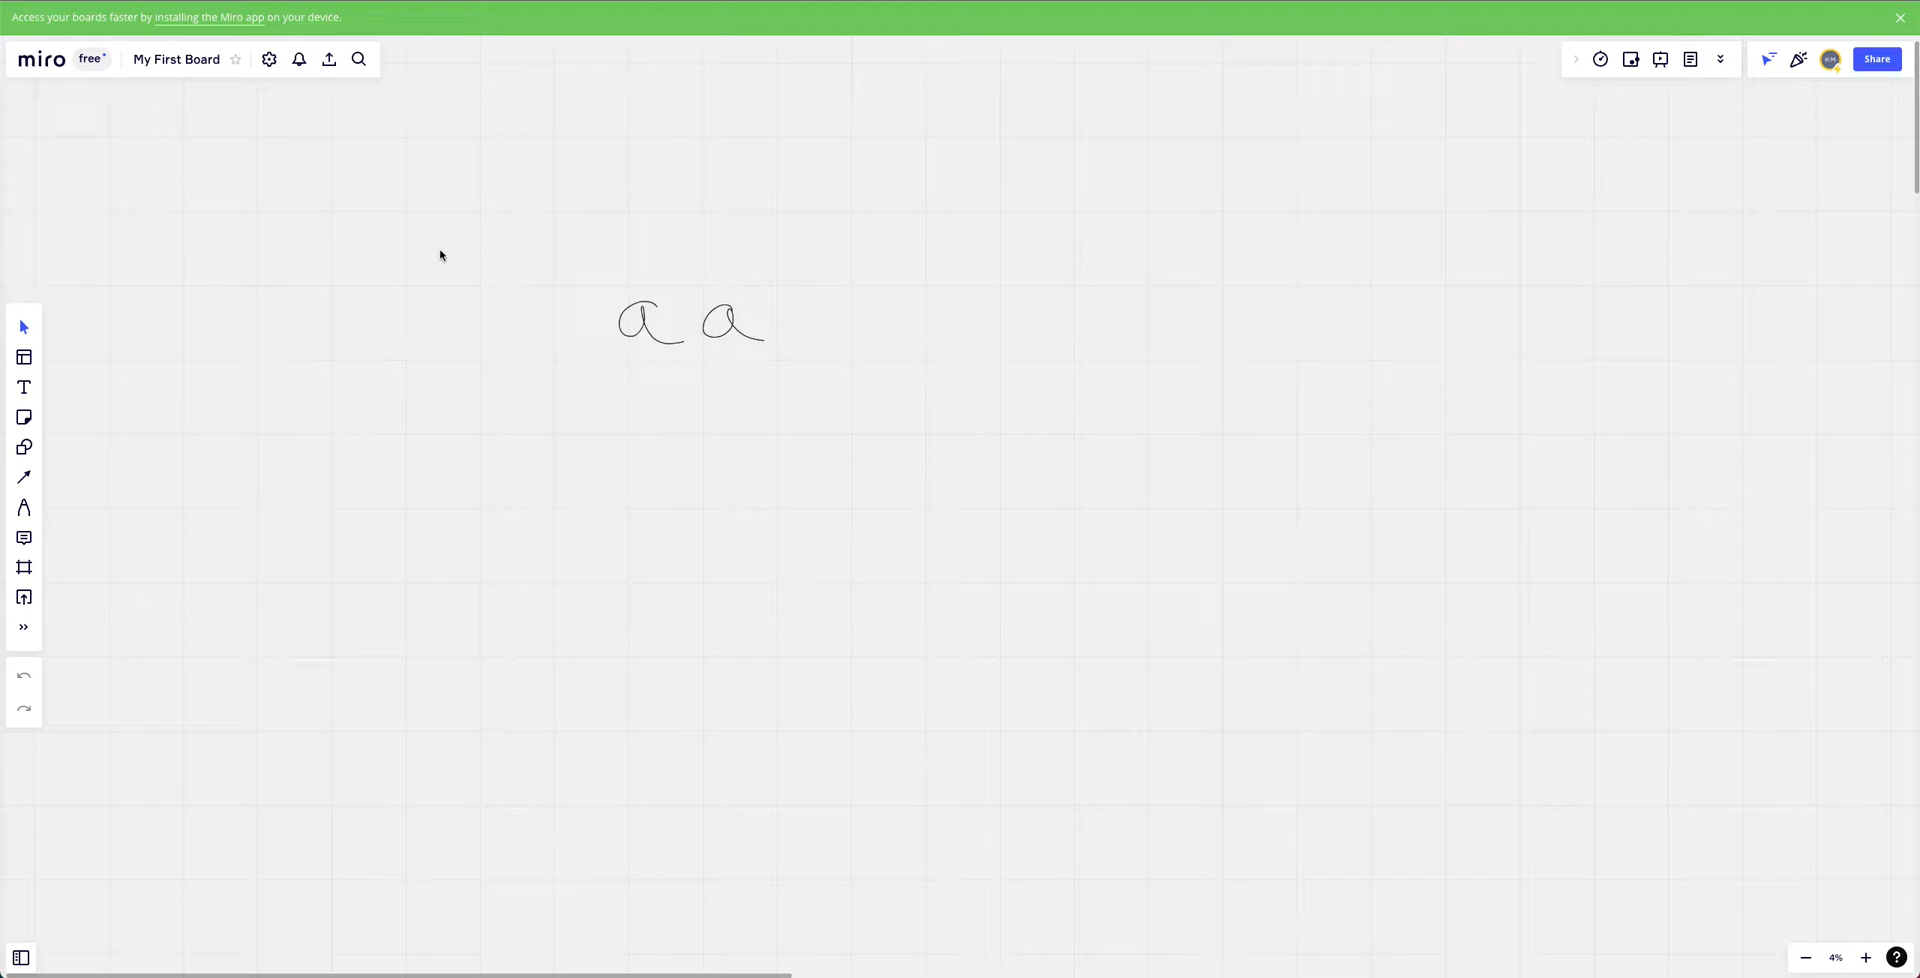 Access your boards faster by installing the Miro app on your device.
miro free My First Board
KM Share
a a
4%